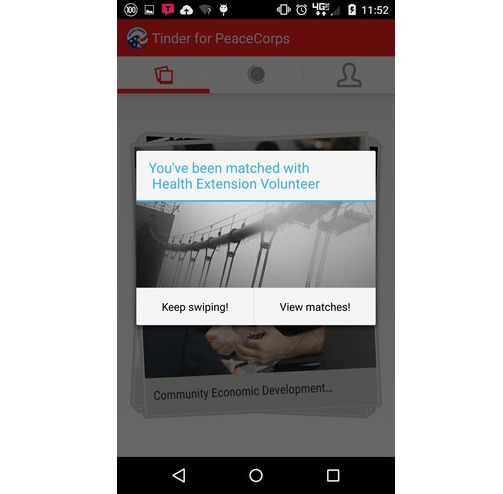 100 T ? 4G 11:52
Tinder for PeaceCorps
You've been matched with
Health Extension Volunteer
Keep swiping!
View matches!
Community Economic Development...